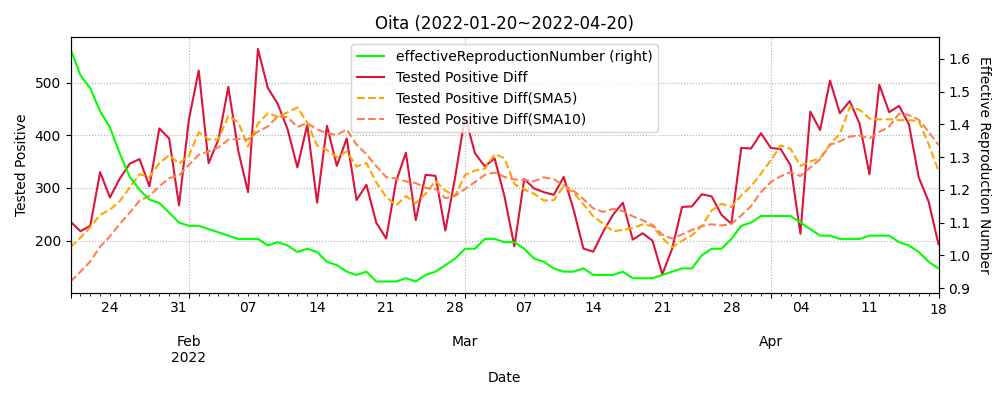 Oita (2022-01-20~2022-04-20)
effectiveReproductionNumber (right)
Tested Positive Diff
Tested Positive Diff(SMA5)
Tested Positive Diff(SMA10)
Tested Positive
500
400
300
200
1.6
1.5
1.4
1.3
1.2
1.1
1.0
0.9
Effective Reproduction Number
24 31 07 14 21 28 07 14 21 28 04 11 18
Feb Mar Apr
2022
Date